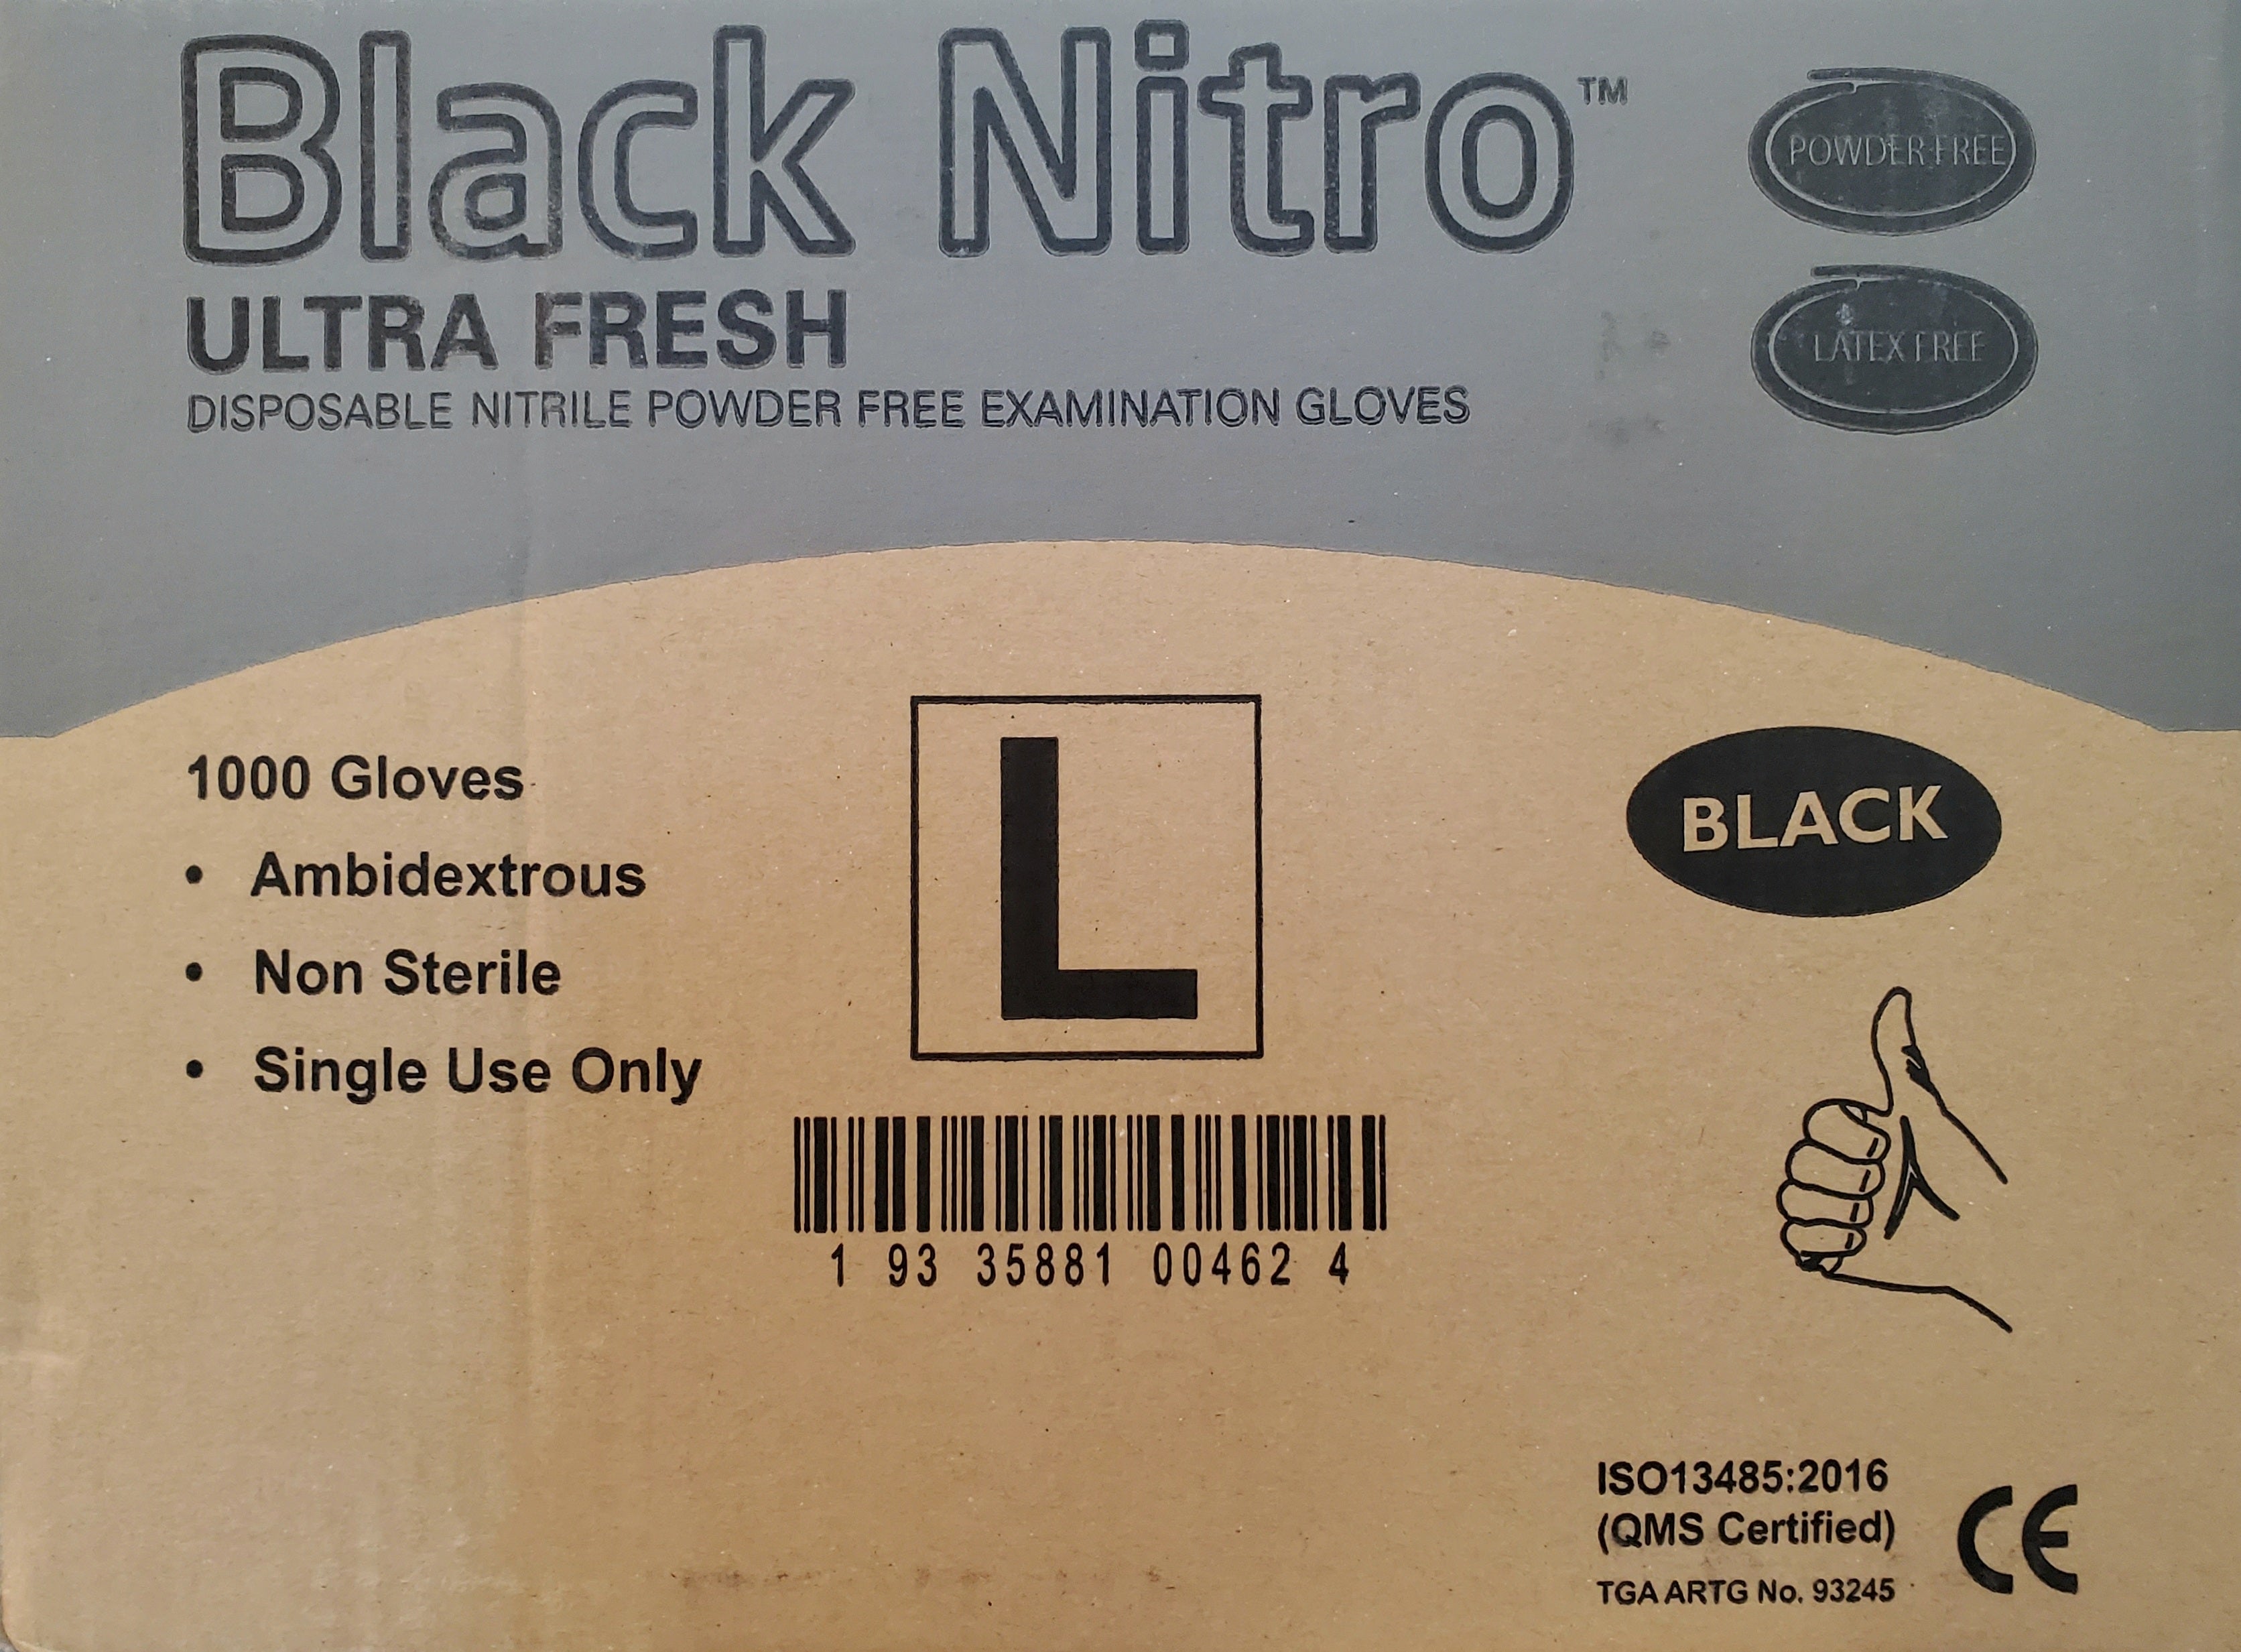 Black Nitro™
ULTRA FRESH
DISPOSABLE NITRILE POWDER FREE EXAMINATION GLOVES
POWDER FREE
LATEX FREE
1000 Gloves
• Ambidextrous
• Non Sterile
• Single Use Only
L
1 93 35881 00462 4
BLACK
ISO13485:2016
(QMS Certified)
TGA ARTG No. 93245
CE